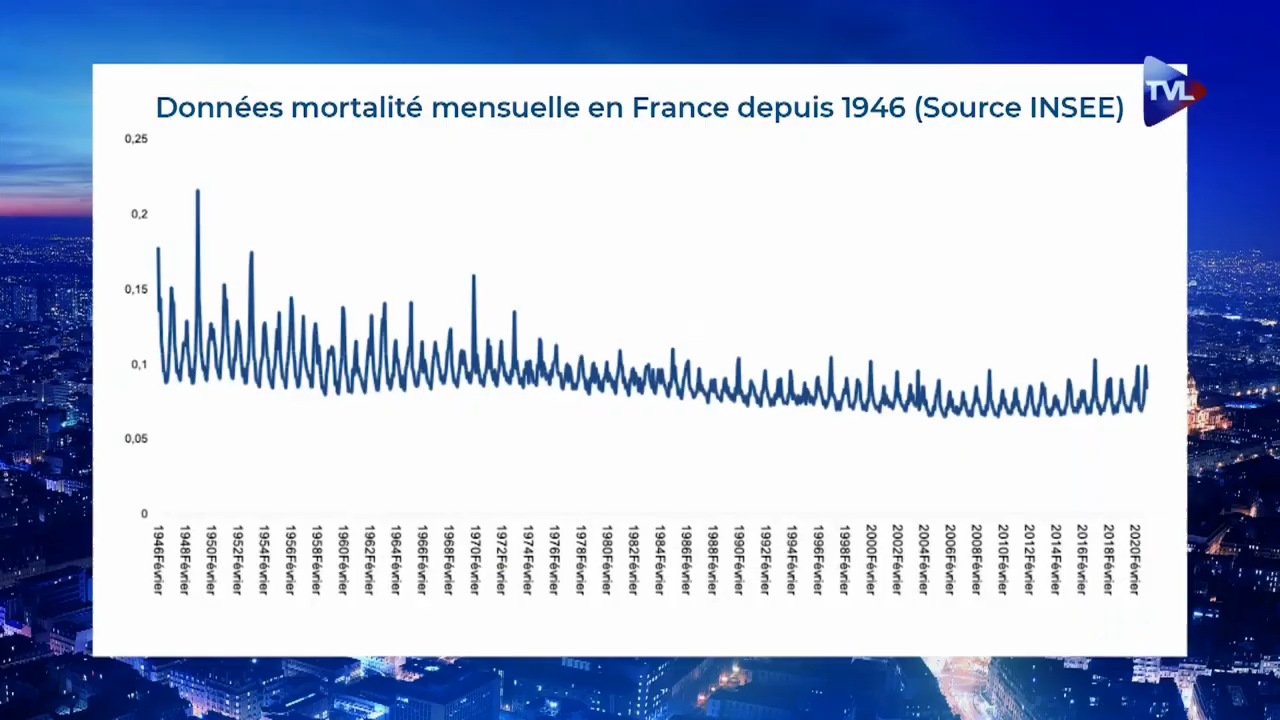 Données mortalité mensuelle en France depuis 1946 (Source INSEE)
TVL
0,25
0,2
0,15
0,1
0,05
0
1946Février
1948Février
1950Février
1952Février
1954Février
1956Février
1958Février
1960Février
1962Février
1964Février
1966Février
1968Février
1970Février
1972Février
1974Février
1976Février
1978Février
1980Février
1982Février
1984Février
1986Février
1988Février
1990Février
1992Février
1994Février
1996Février
1998Février
2000Février
2002Février
2004Février
2006Février
2008Février
2010Février
2012Février
2014Février
2016Février
2018Février
2020Février